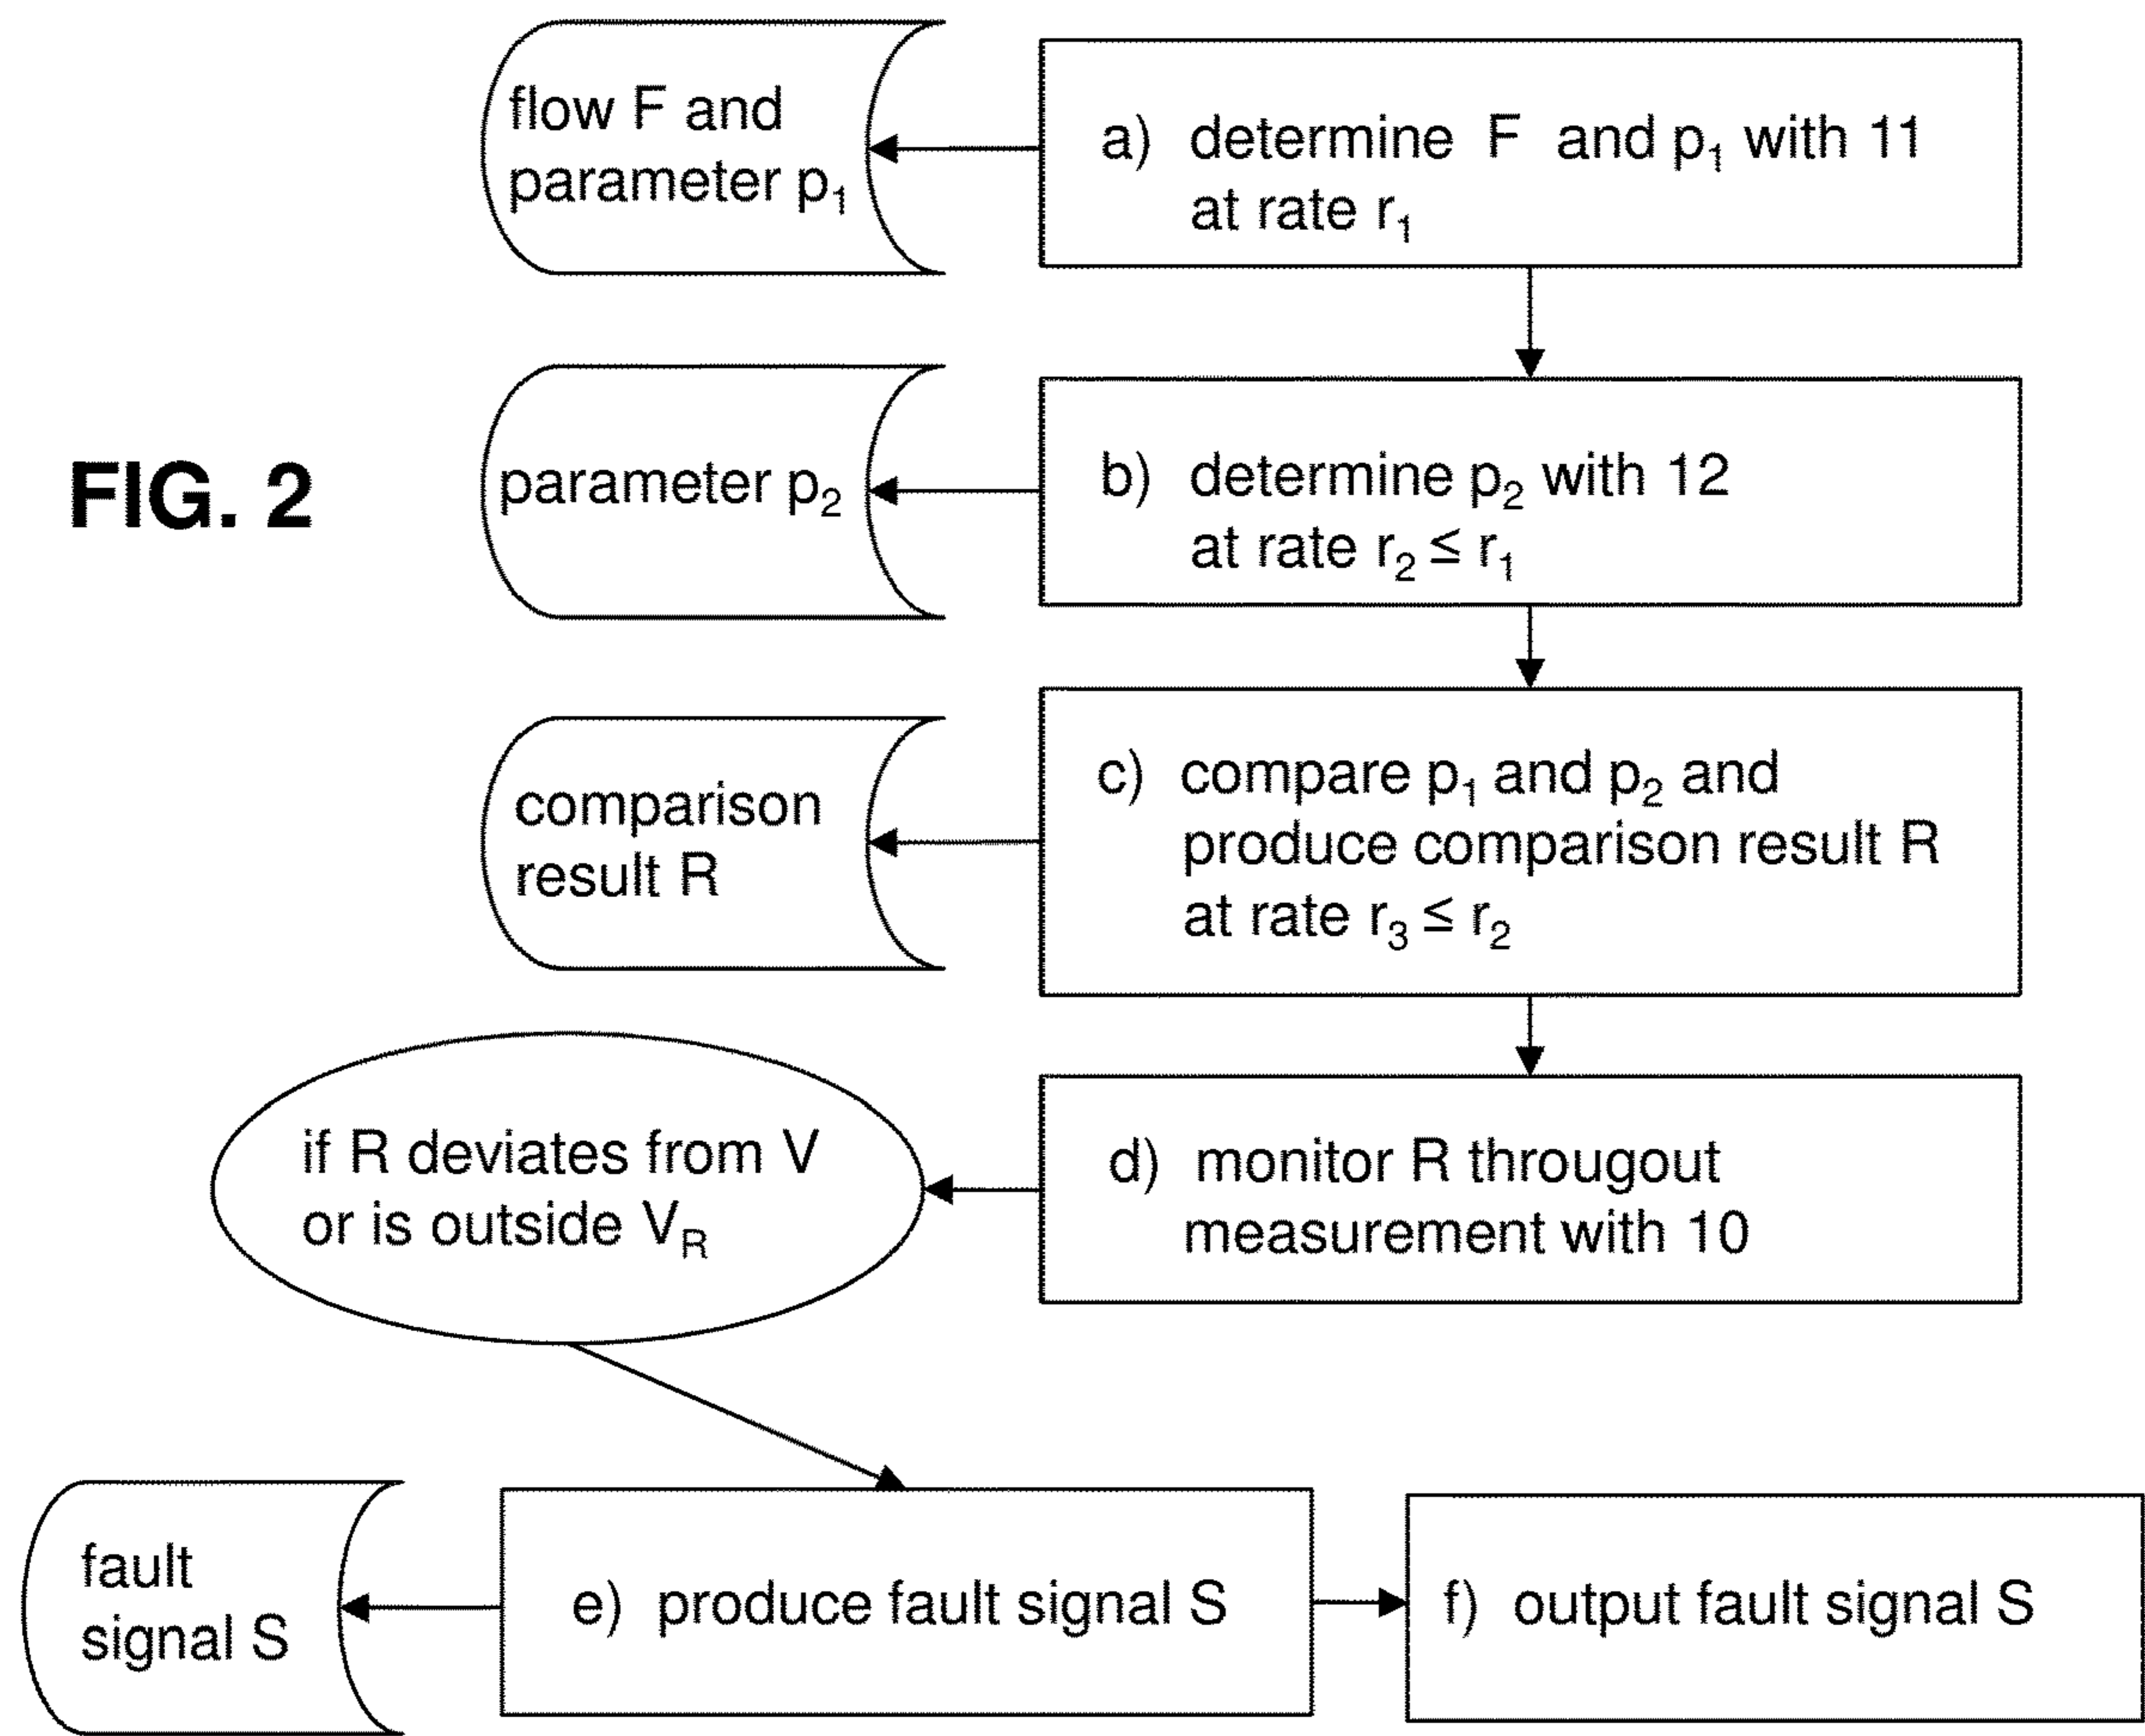 flow F and
parameter p₁
a) determine F and p₁ with 11
at rate r₁
FIG. 2
parameter p₂
b) determine p₂ with 12
at rate r₂ ≤ r₁
comparison
result R
c) compare p₁ and p₂ and
produce comparison result R
at rate r₃ ≤ r₂
if R deviates from V
or is outside V_R
d) monitor R througout
measurement with 10
fault
signal S
e) produce fault signal S
f) output fault signal S